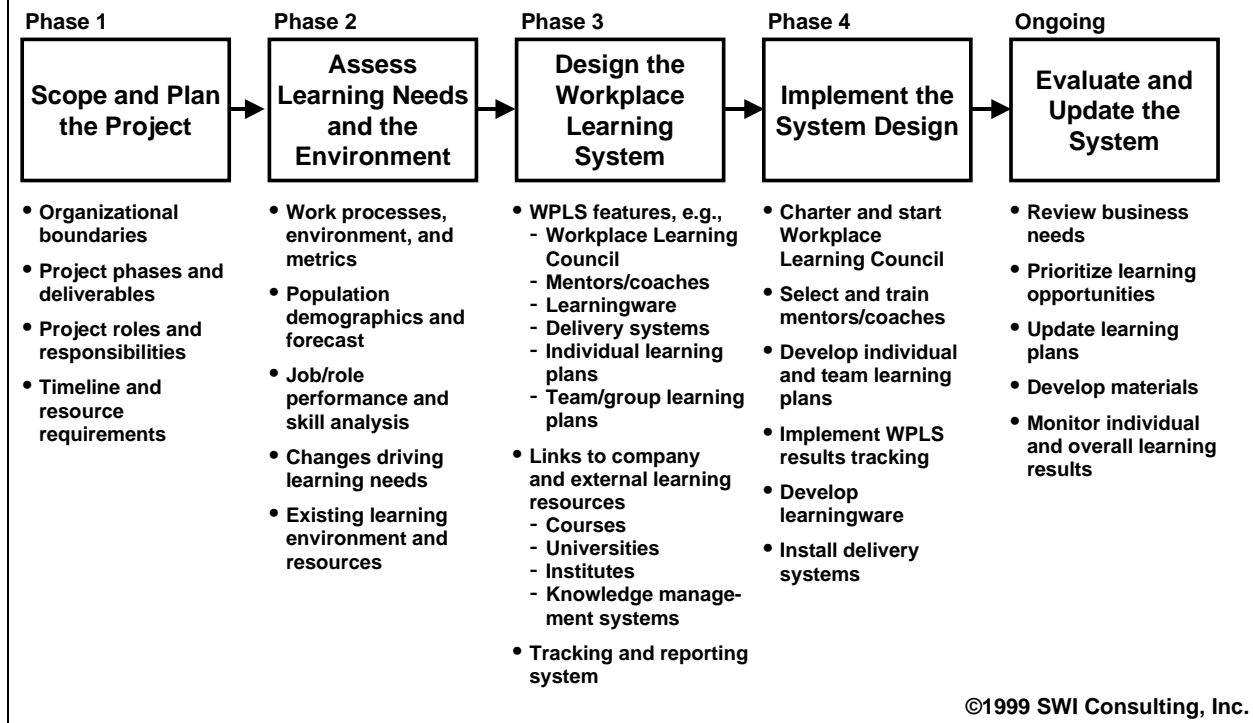 Phase 1
Scope and Plan
the Project
• Organizational
boundaries
• Project phases and
deliverables
• Project roles and
responsibilities
• Timeline and
resource
requirements
Phase 2
Assess
Learning Needs
and the
Environment
• Work processes,
environment, and
metrics
• Population
demographics and
forecast
• Job/role
performance and
skill analysis
• Changes driving
learning needs
• Existing learning
environment and
resources
Phase 3
Design the
Workplace
Learning
System
• WPLS features, e.g.,
- Workplace Learning
Council
- Mentors/coaches
- Learningware
- Delivery systems
- Individual learning
plans
- Team/group learning
plans
• Links to company
and external learning
resources
- Courses
- Universities
- Institutes
- Knowledge manage-
ment systems
• Tracking and reporting
system
Phase 4
Implement the
System Design
• Charter and start
Workplace
Learning Council
• Select and train
mentors/coaches
• Develop individual
and team learning
plans
• Implement WPLS
results tracking
• Develop
learningware
• Install delivery
systems
Ongoing
Evaluate and
Update the
System
• Review business
needs
• Prioritize learning
opportunities
• Update learning
plans
• Develop materials
• Monitor individual
and overall learning
results
©1999 SWI Consulting, Inc.